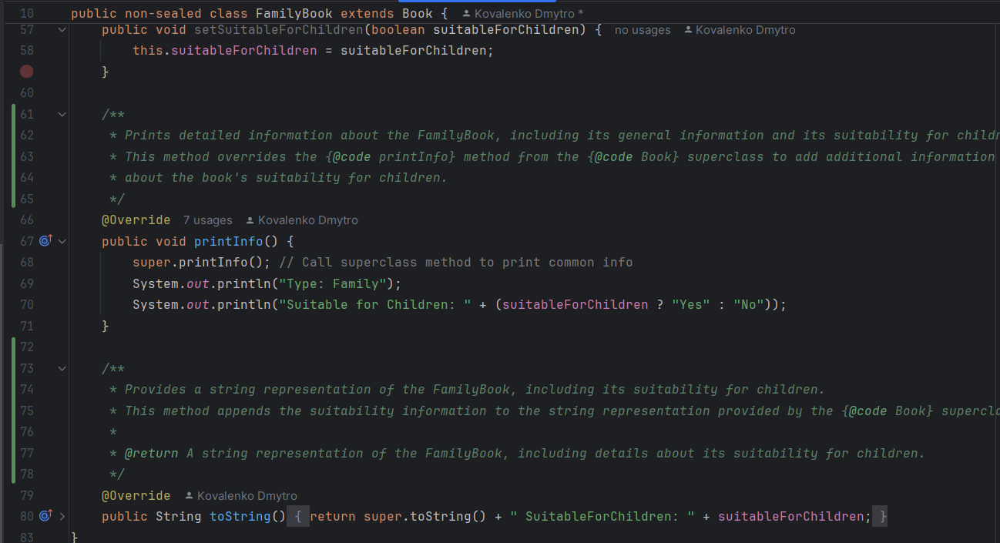 10 public non-sealed class FamilyBook extends Book { Kovalenko Dmytro *
57 public void setSuitableForChildren(boolean suitableForChildren) { no usages Kovalenko Dmytro
58 this.suitableForChildren = suitableForChildren;
}
60
61 /**
62 * Prints detailed information about the FamilyBook, including its general information and its suitability for childr
63 * This method overrides the {@code printInfo} method from the {@code Book} superclass to add additional information
64 * about the book's suitability for children.
65 */
66 @Override 7 usages Kovalenko Dmytro
67 public void printInfo() {
68 super.printInfo(); // Call superclass method to print common info
69 System.out.println("Type: Family");
70 System.out.println("Suitable for Children: " + (suitableForChildren ? "Yes" : "No"));
71 }
72
73 /**
74 * Provides a string representation of the FamilyBook, including its suitability for children.
75 * This method appends the suitability information to the string representation provided by the {@code Book} supercla
76 *
77 * @return A string representation of the FamilyBook, including details about its suitability for children.
78 */
79 @Override Kovalenko Dmytro
80 public String toString() { return super.toString() + " SuitableForChildren: " + suitableForChildren; }
83 }